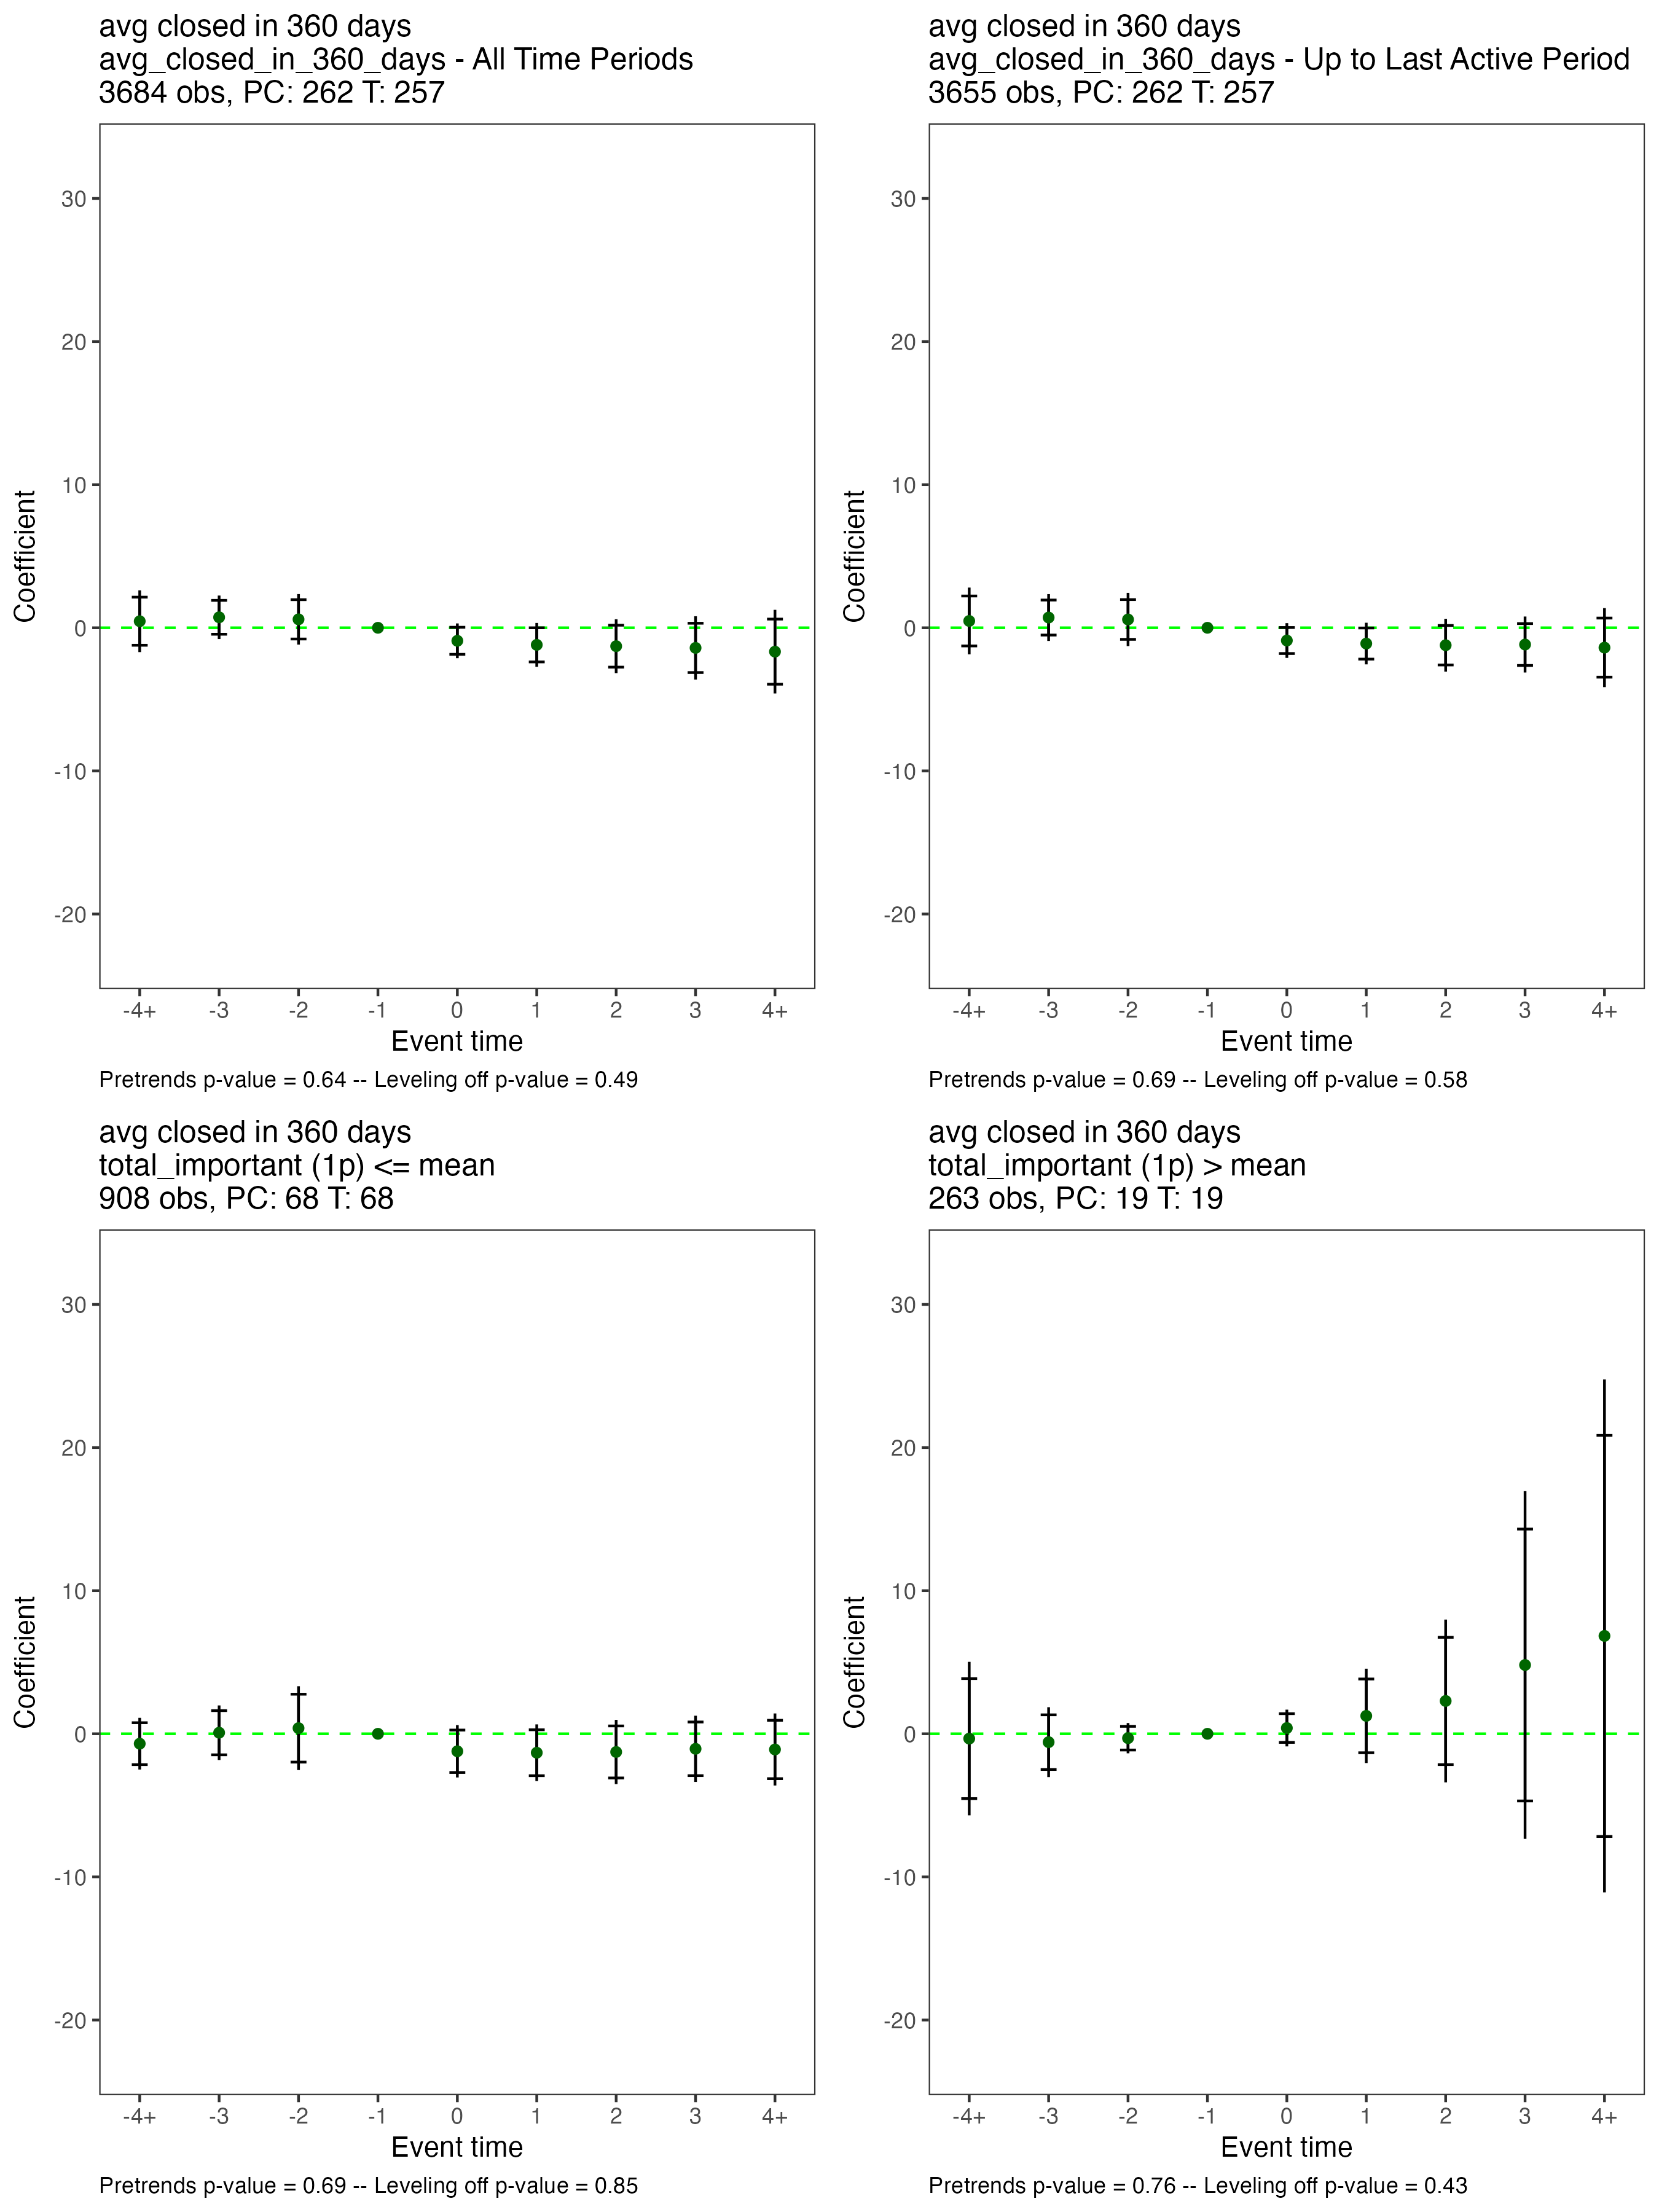 avg closed in 360 days
avg_closed_in_360_days - All Time Periods
3684 obs, PC: 262 T: 257
Coefficient
30
20
10
0
-10
-20
-4+ -3 -2 -1 0 1 2 3 4+
Event time
Pretrends p-value = 0.64 -- Leveling off p-value = 0.49
avg closed in 360 days
avg_closed_in_360_days - Up to Last Active Period
3655 obs, PC: 262 T: 257
Coefficient
30
20
10
0
-10
-20
-4+ -3 -2 -1 0 1 2 3 4+
Event time
Pretrends p-value = 0.69 -- Leveling off p-value = 0.58
avg closed in 360 days
total_important (1p) <= mean
908 obs, PC: 68 T: 68
Coefficient
30
20
10
0
-10
-20
-4+ -3 -2 -1 0 1 2 3 4+
Event time
Pretrends p-value = 0.69 -- Leveling off p-value = 0.85
avg closed in 360 days
total_important (1p) > mean
263 obs, PC: 19 T: 19
Coefficient
30
20
10
0
-10
-20
-4+ -3 -2 -1 0 1 2 3 4+
Event time
Pretrends p-value = 0.76 -- Leveling off p-value = 0.43